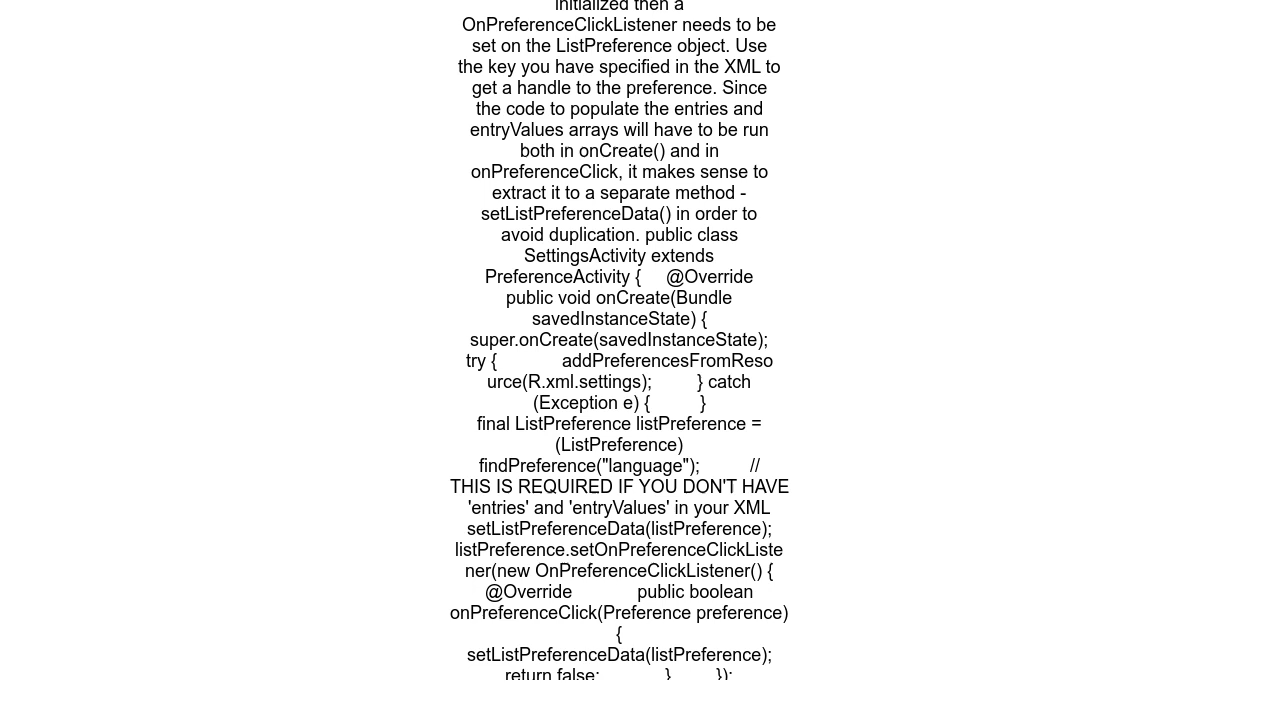 initialized then a
OnPreferenceClickListener needs to be
set on the ListPreference object. Use
the key you have specified in the XML to
get a handle to the preference. Since
the code to populate the entries and
entryValues arrays will have to be run
both in onCreate() and in
onPreferenceClick, it makes sense to
extract it to a separate method -
setListPreferenceData() in order to
avoid duplication. public class
SettingsActivity extends
PreferenceActivity {     @Override
public void onCreate(Bundle
savedInstanceState) {
super.onCreate(savedInstanceState);
try {             addPreferencesFromReso
urce(R.xml.settings);         } catch
(Exception e) {          }
final ListPreference listPreference =
(ListPreference)
findPreference("language");          //
THIS IS REQUIRED IF YOU DON'T HAVE
'entries' and 'entryValues' in your XML
setListPreferenceData(listPreference);
listPreference.setOnPreferenceClickListe
ner(new OnPreferenceClickListener() {
@Override             public boolean
onPreferenceClick(Preference preference)
{
setListPreferenceData(listPreference);
return false;             }         });